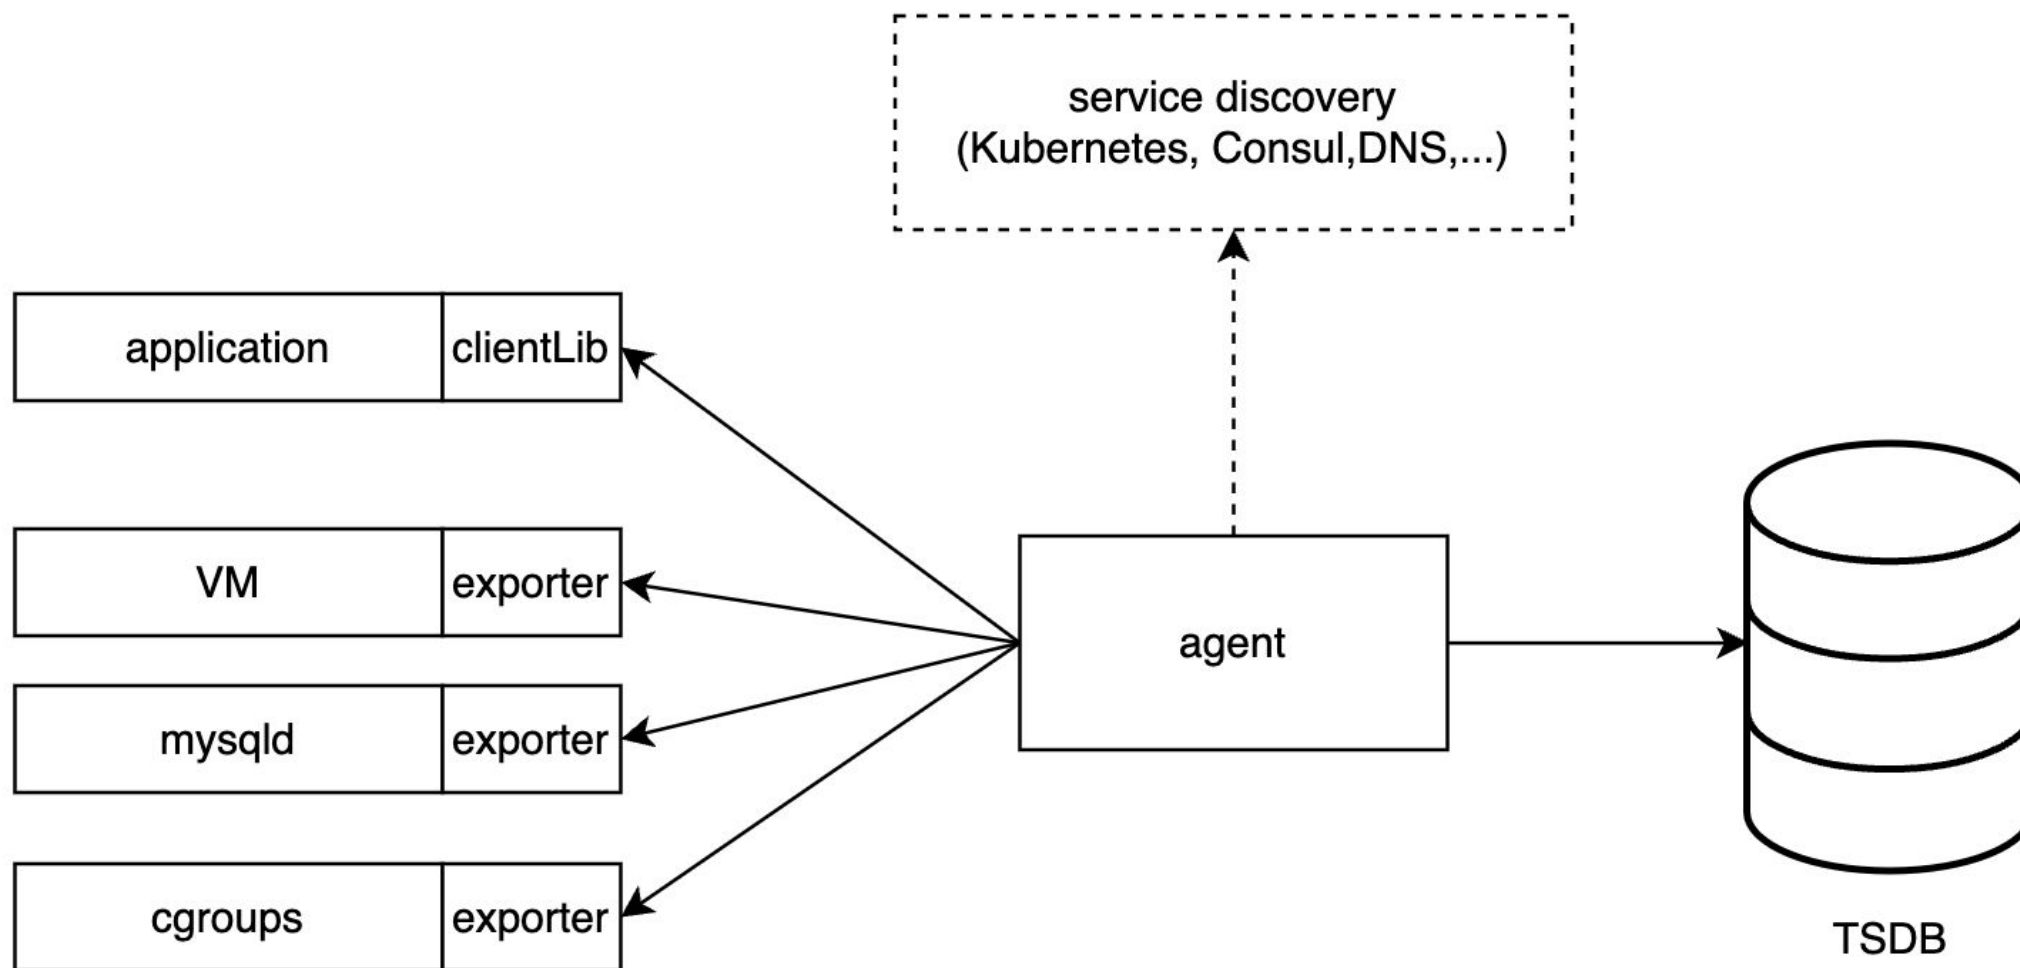 service discovery
(Kubernetes, Consul,DNS,...)
application clientLib
VM exporter
agent
mysqld exporter
cgroups exporter
TSDB